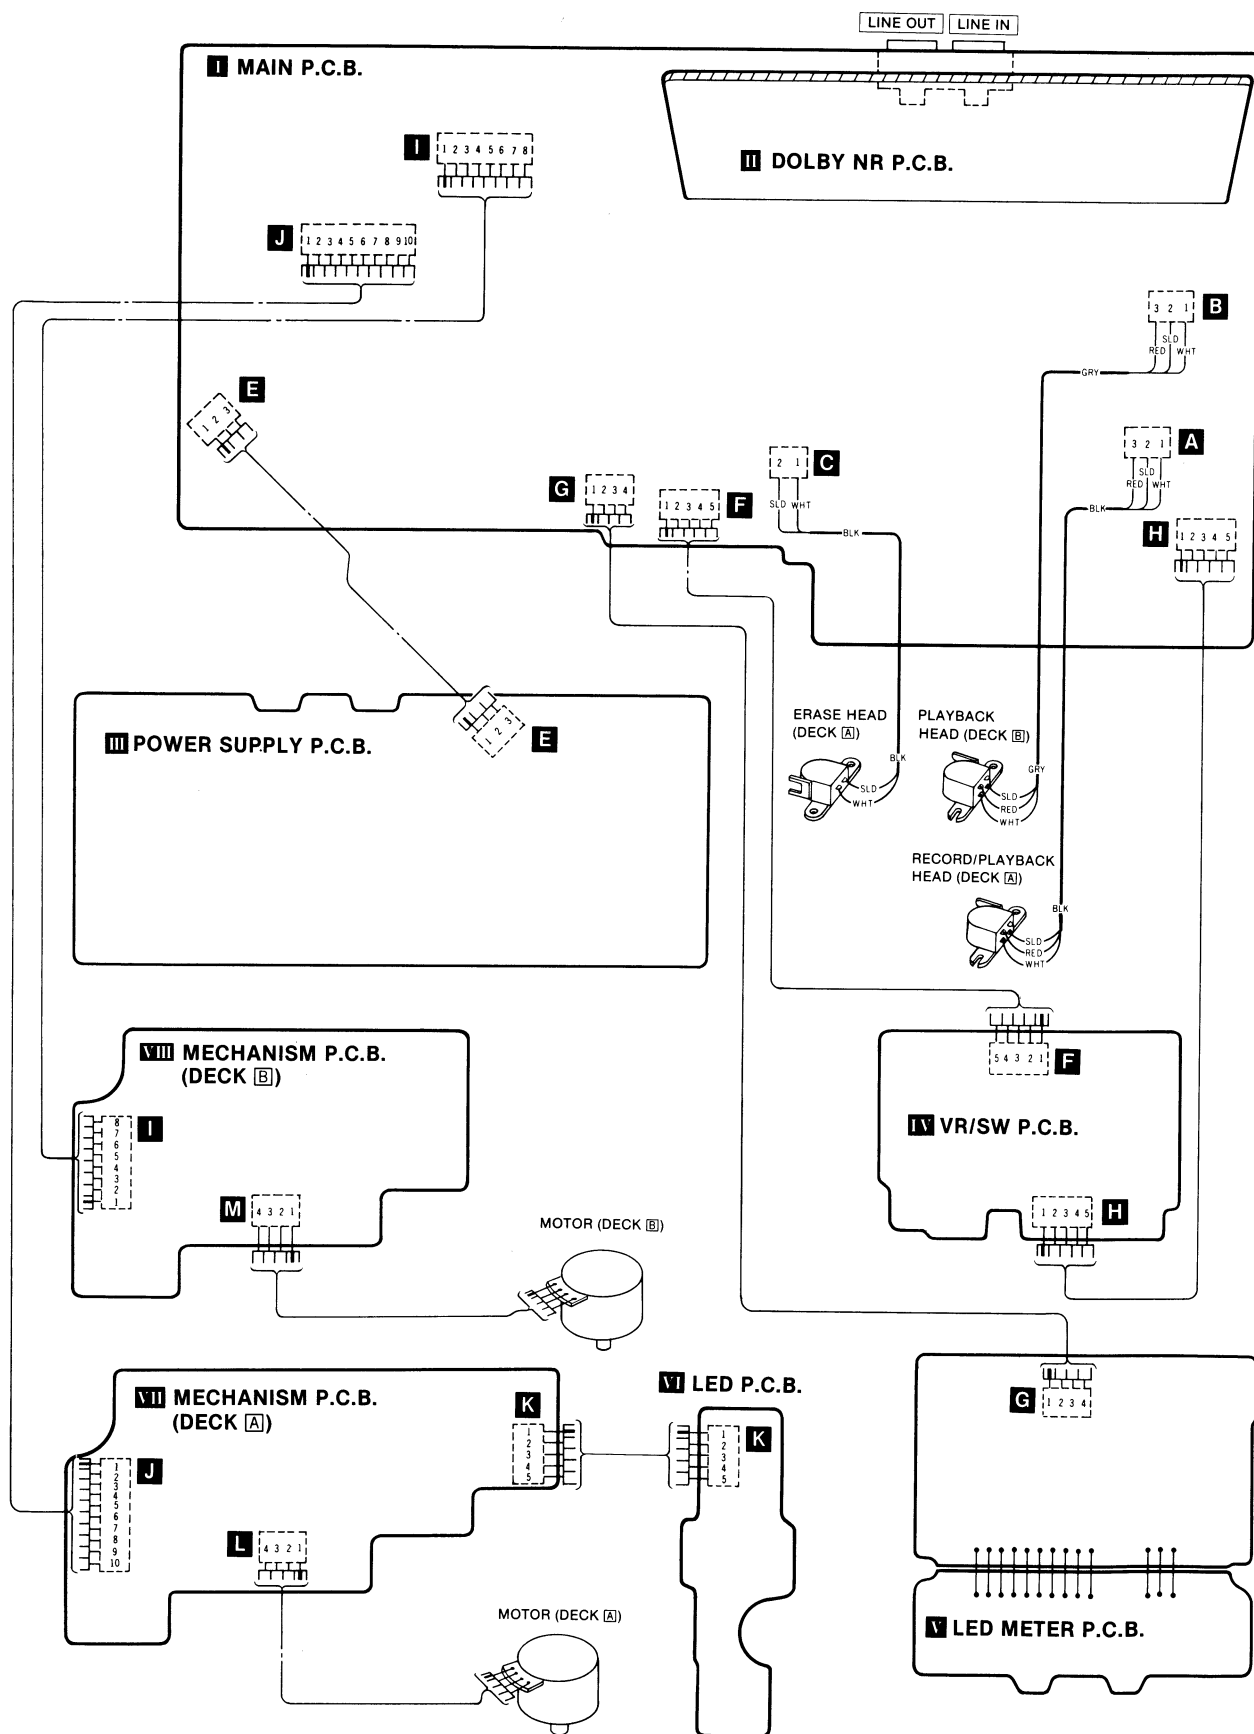 LINE OUT LINE IN
I MAIN P.C.B.
II DOLBY NR P.C.B.
I
1 2 3 4 5 6 7 8
J
1 2 3 4 5 6 7 8 9 10
B
3 2 1
SLD
RED WHT
GRY
E
1 2 3
A
3 2 1
SLD
RED WHT
BLK
C
2 1
SLD WHT
BLK
G
1 2 3 4
F
1 2 3 4 5
H
1 2 3 4 5
III POWER SUPPLY P.C.B.
E
1 2 3
ERASE HEAD
(DECK A)
BLK
SLD
WHT
PLAYBACK
HEAD (DECK B)
GRY
SLD
RED
WHT
RECORD/PLAYBACK
HEAD (DECK A)
BLK
SLD
RED
WHT
5 4 3 2 1
F
IV VR/SW P.C.B.
1 2 3 4 5
H
VIII MECHANISM P.C.B.
(DECK B)
8
7
6
5
4
3
2
1
I
M
4 3 2 1
MOTOR (DECK B)
VII MECHANISM P.C.B.
(DECK A)
1
2
3
4
5
6
7
8
9
10
J
K
1
2
3
4
5
L
4 3 2 1
MOTOR (DECK A)
VI LED P.C.B.
1
2
3
4
5
K
G
1 2 3 4
V LED METER P.C.B.